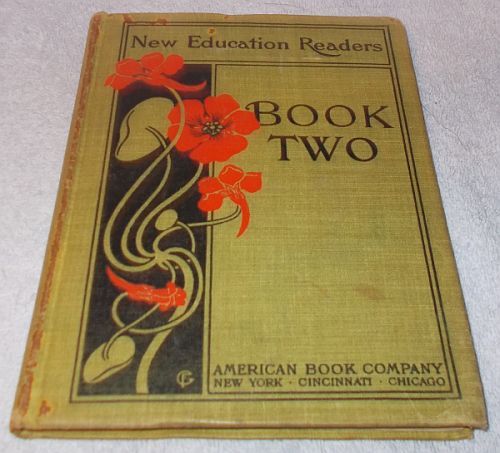 New Education Readers
BOOK
TWO
AMERICAN BOOK COMPANY
NEW YORK · CINCINNATI · CHICAGO